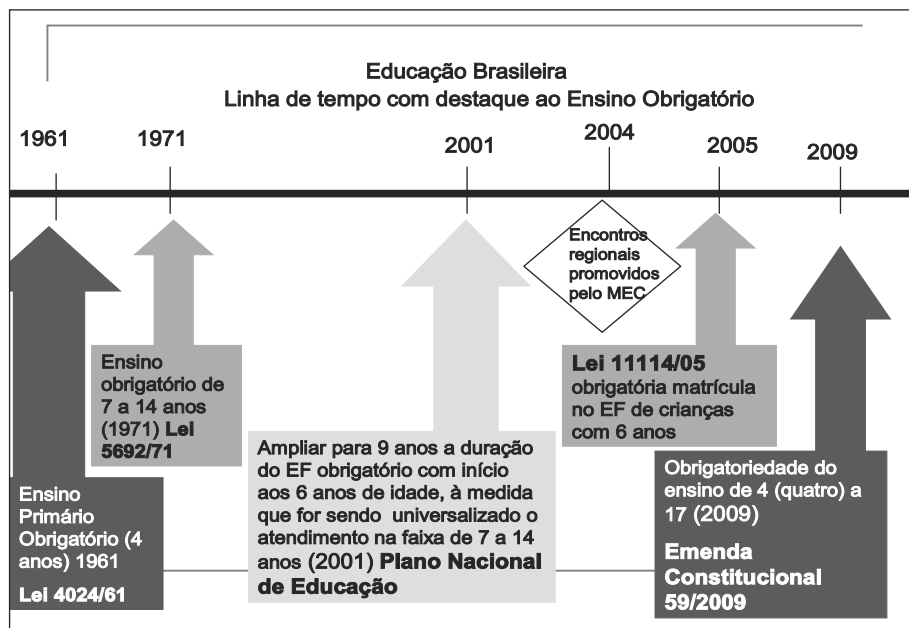 Educação Brasileira
Linha de tempo com destaque ao Ensino Obrigatório
1961
1971
2001
2004
2005
2009
Encontros
regionais
promovidos
pelo MEC
Ensino
obrigatório de
7 a 14 anos
(1971) Lei
5692/71
Lei 11114/05
obrigatória matrícula
no EF de crianças
com 6 anos
Ampliar para 9 anos a duração
do EF obrigatório com início
aos 6 anos de idade, à medida
que for sendo universalizado o
atendimento na faixa de 7 a 14
anos (2001) Plano Nacional
de Educação
Obrigatoriedade do
ensino de 4 (quatro) a
17 (2009)
Emenda
Constitucional
59/2009
Ensino
Primário
Obrigatório (4
anos) 1961
Lei 4024/61